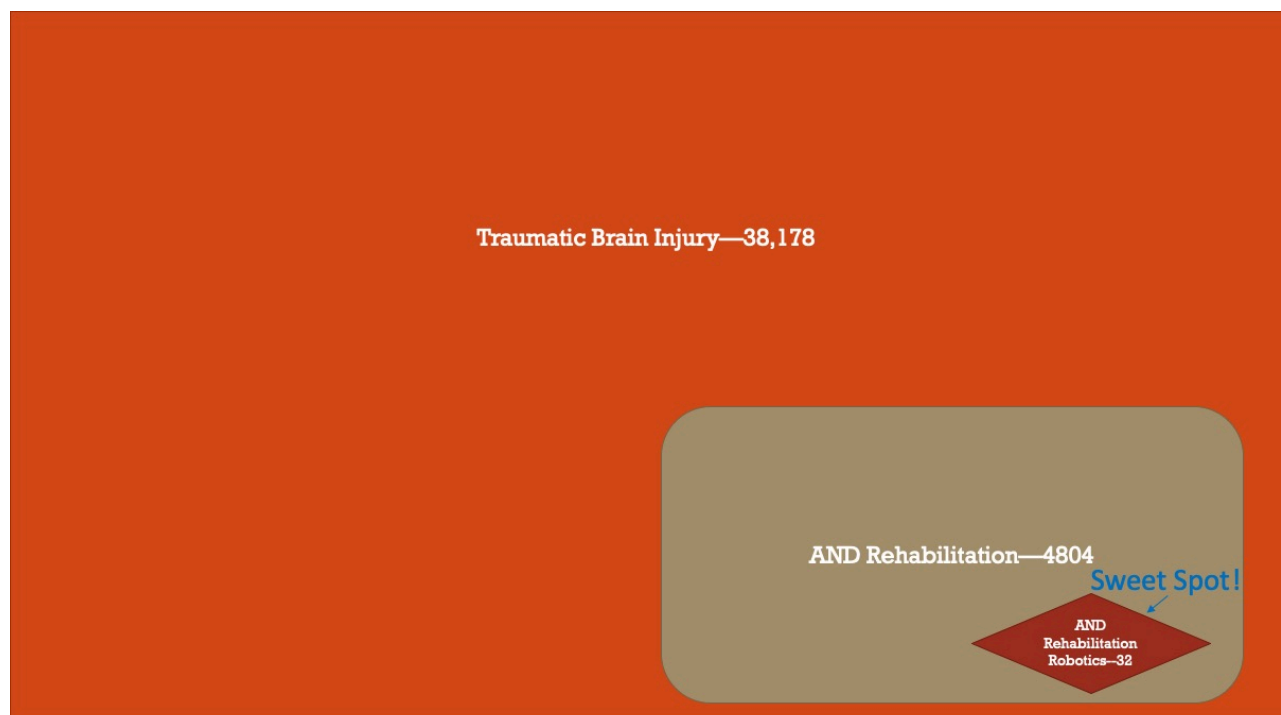 Traumatic Brain Injury—38,178
AND Rehabilitation—4804
Sweet Spot!
AND
Rehabilitation
Robotics--32